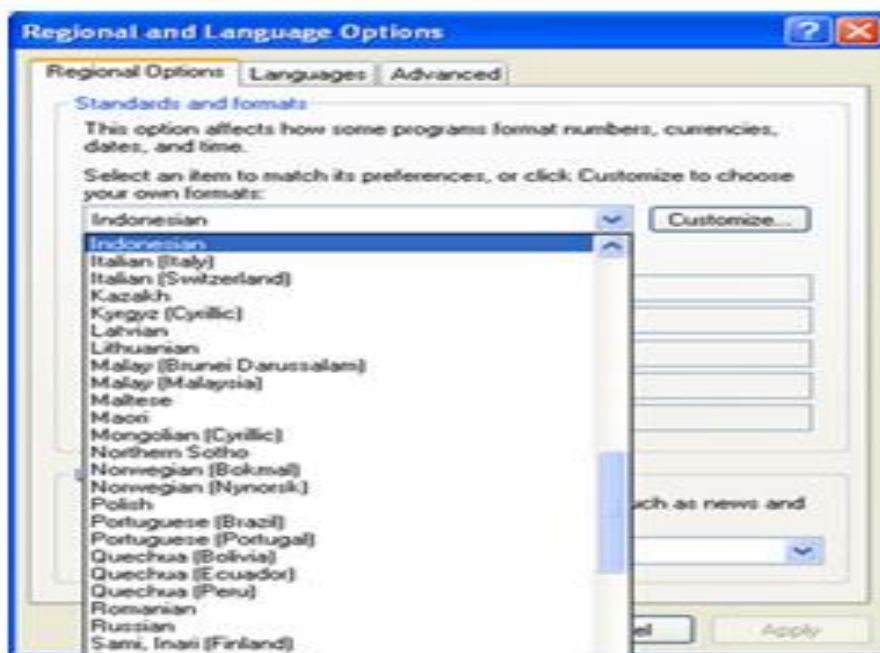 Regional and Language Options
Regional Options Languages Advanced
Standards and formats
This option affects how some programs format numbers, currencies,
dates, and time.
Select an item to match its preferences, or click Customize to choose
your own formats:
Indonesian Customize...
Indonesian
Italian (Italy)
Italian (Switzerland)
Kazakh
Kyrgyz (Cyrillic)
Latvian
Lithuanian
Malay (Brunei Darussalam)
Malay (Malaysia)
Maltese
Maori
Mongolian (Cyrillic)
Northern Sotho
Norwegian (Bokmal)
Norwegian (Nynorsk)
Polish
such as news and
Portuguese (Brazil)
Portuguese (Portugal)
Quechua (Bolivia)
Quechua (Ecuador)
Quechua (Peru)
Romanian
Russian
Sami, Inari (Finland)
Apply